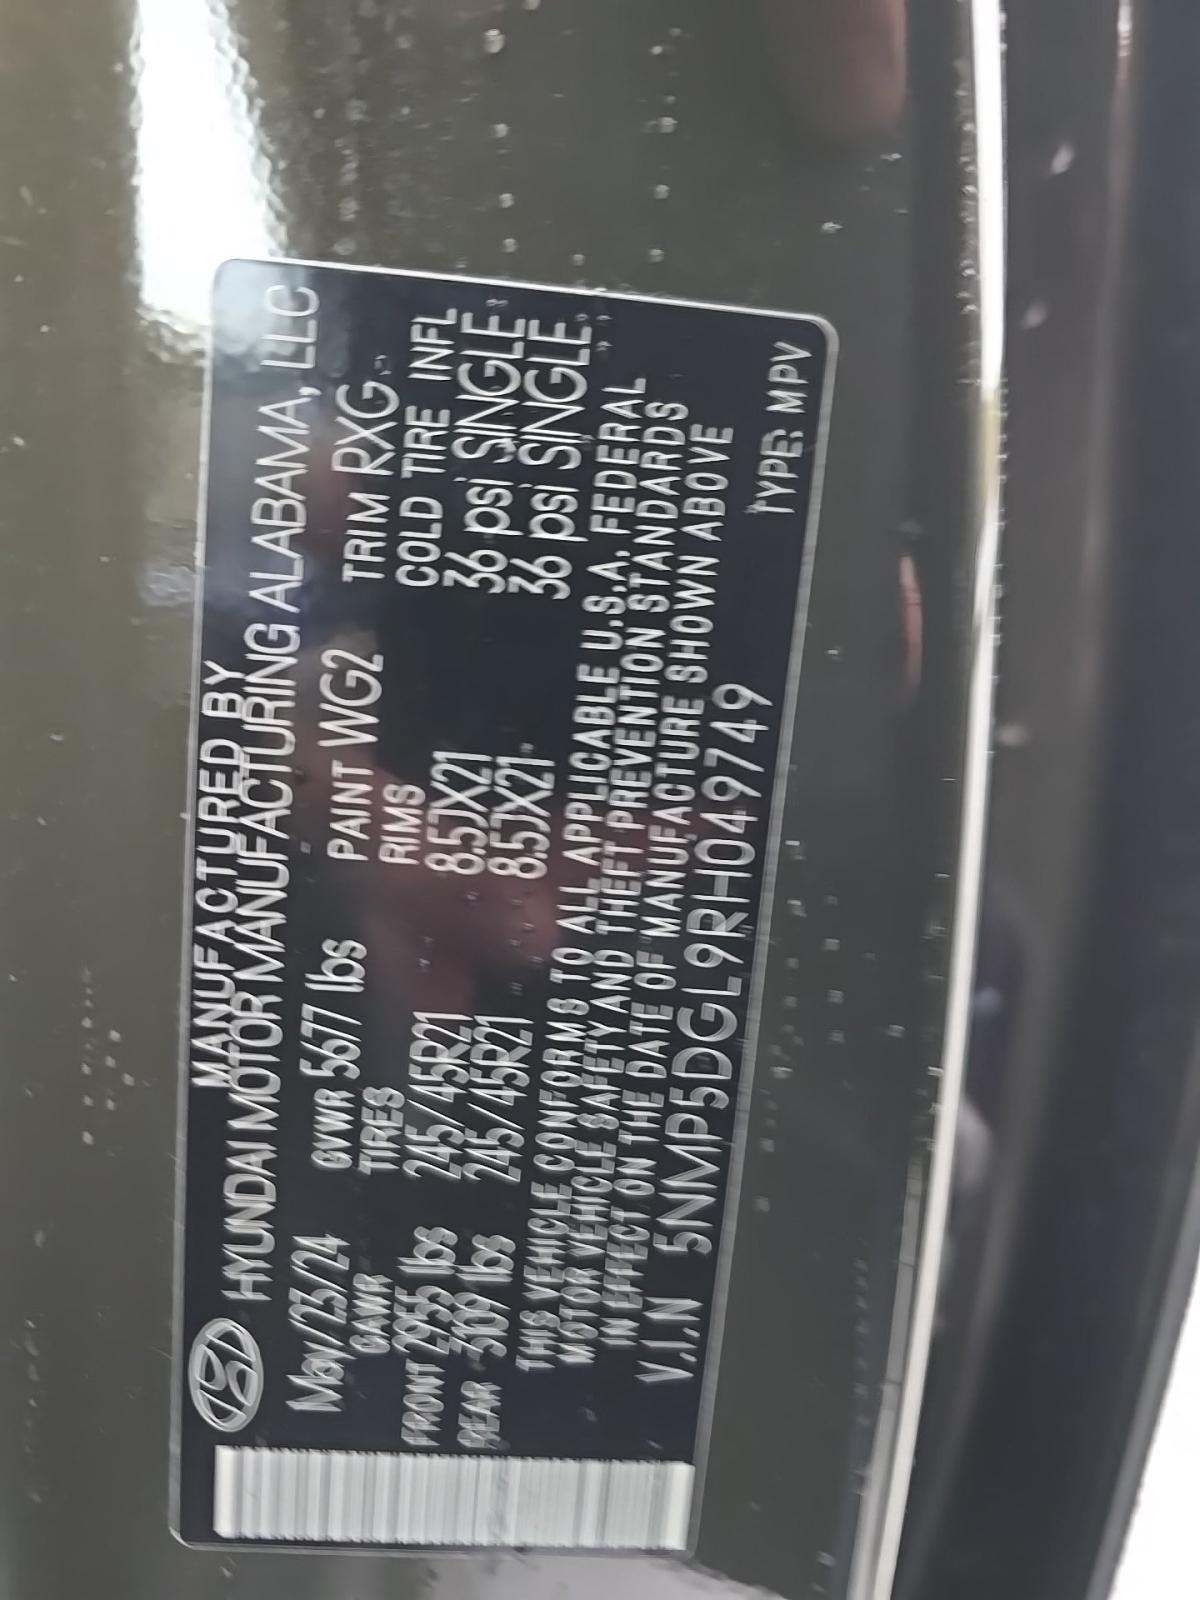 MANUFACTURED BY
HYUNDAI MOTOR MANUFACTURING ALABAMA, LLC
May/23/24 GVWR 5677 lbs PAINT WG2 TRIM RXG
GAWR TIRES RIMS COLD TIRE INFL
FRONT 2955 lbs 245/45R21 8.5JX21 36 psi SINGLE
REAR 3109 lbs 245/45R21 8.5JX21 36 psi SINGLE
THIS VEHICLE CONFORMS TO ALL APPLICABLE U.S.A. FEDERAL
MOTOR VEHICLE SAFETY AND THEFT PREVENTION STANDARDS
IN EFFECT ON THE DATE OF MANUFACTURE SHOWN ABOVE
V.I.N 5NMP5DGL9RH049749
TYPE: MPV